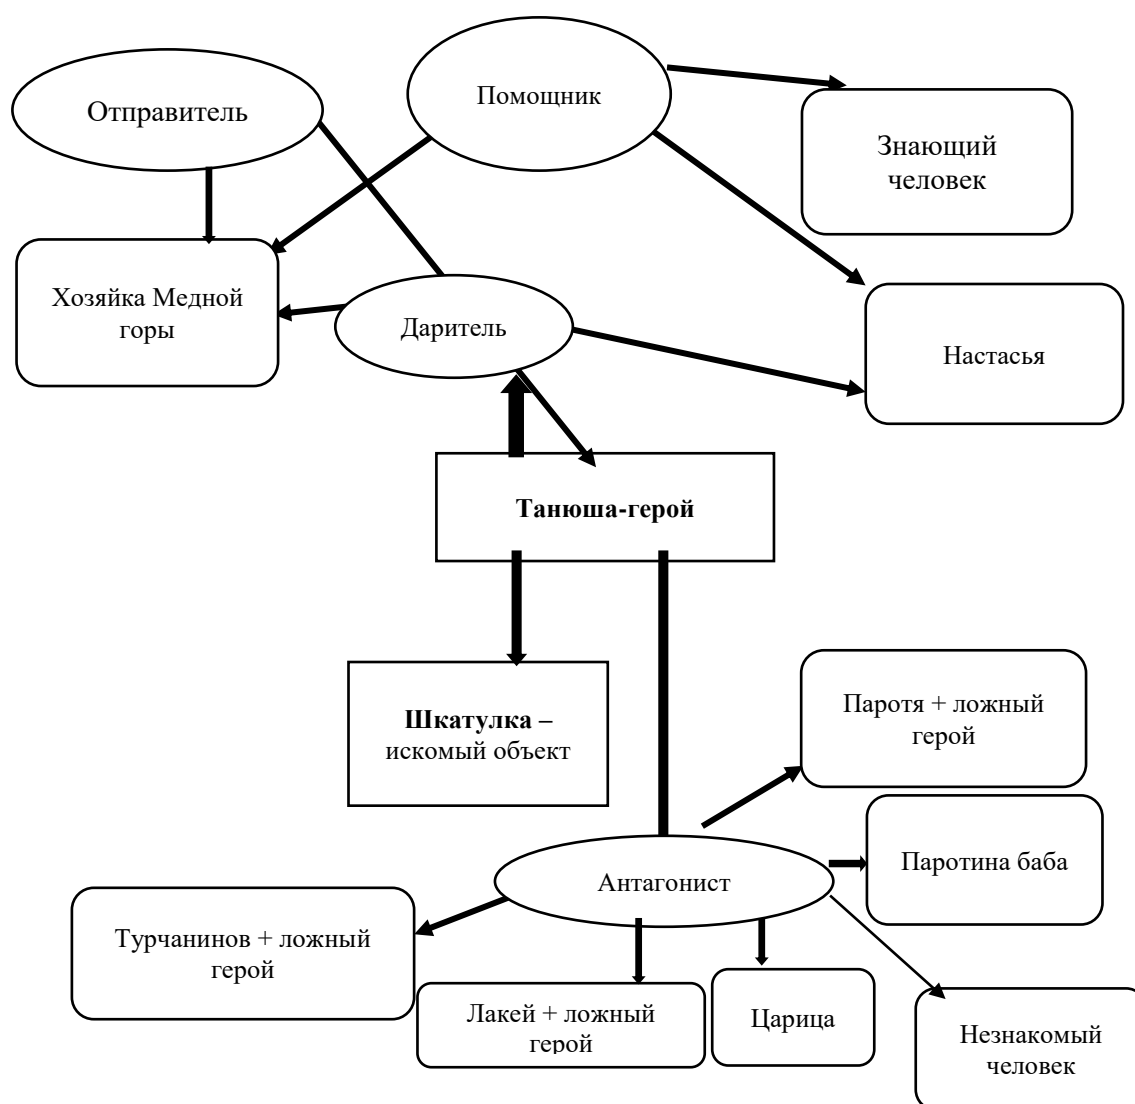 Отправитель
Помощник
Знающий
человек
Хозяйка Медной
горы
Даритель
Настасья
Танюша-герой
Шкатулка –
искомый объект
Паротя + ложный
герой
Паротина баба
Антагонист
Турчанинов + ложный
герой
Лакей + ложный
герой
Царица
Незнакомый
человек